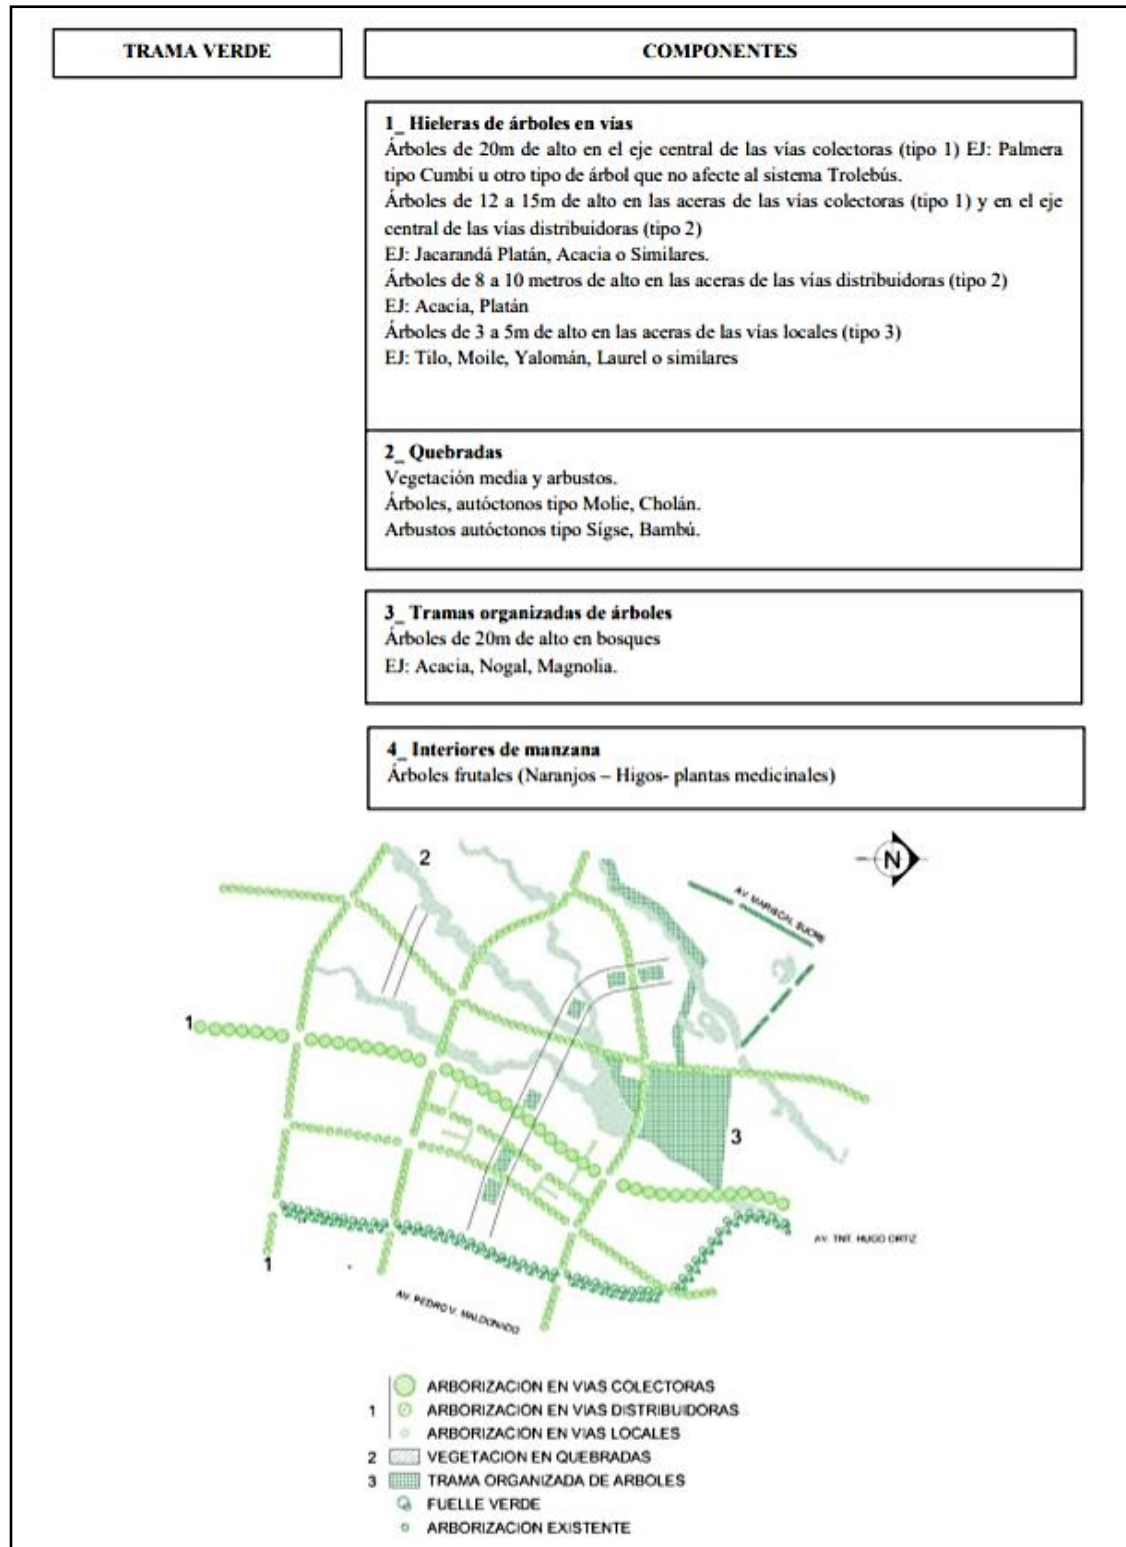 TRAMA VERDE
COMPONENTES
1_ Hieleras de árboles en vías
Árboles de 20m de alto en el eje central de las vías colectoras (tipo 1) EJ: Palmera
tipo Cumbi u otro tipo de árbol que no afecte al sistema Trolebús.
Árboles de 12 a 15m de alto en las aceras de las vías colectoras (tipo 1) y en el eje
central de las vías distribuidoras (tipo 2)
EJ: Jacarandá Platán, Acacia o Similares.
Árboles de 8 a 10 metros de alto en las aceras de las vías distribuidoras (tipo 2)
EJ: Acacia, Platán
Árboles de 3 a 5m de alto en las aceras de las vías locales (tipo 3)
EJ: Tilo, Moile, Yalomán, Laurel o similares
2_ Quebradas
Vegetación media y arbustos.
Árboles, autóctonos tipo Molie, Cholán.
Arbustos autóctonos tipo Sígse, Bambú.
3_ Tramas organizadas de árboles
Árboles de 20m de alto en bosques
EJ: Acacia, Nogal, Magnolia.
4_ Interiores de manzana
Árboles frutales (Naranjos – Higos- plantas medicinales)
2
N
AV. MARISCAL SUCRE
1
3
AV. TNT. HUGO ORTIZ
1
AV. PEDRO V. MALDONADO
ARBORIZACION EN VIAS COLECTORAS
1 ARBORIZACION EN VIAS DISTRIBUIDORAS
ARBORIZACION EN VIAS LOCALES
2 VEGETACION EN QUEBRADAS
3 TRAMA ORGANIZADA DE ARBOLES
FUELLE VERDE
ARBORIZACION EXISTENTE